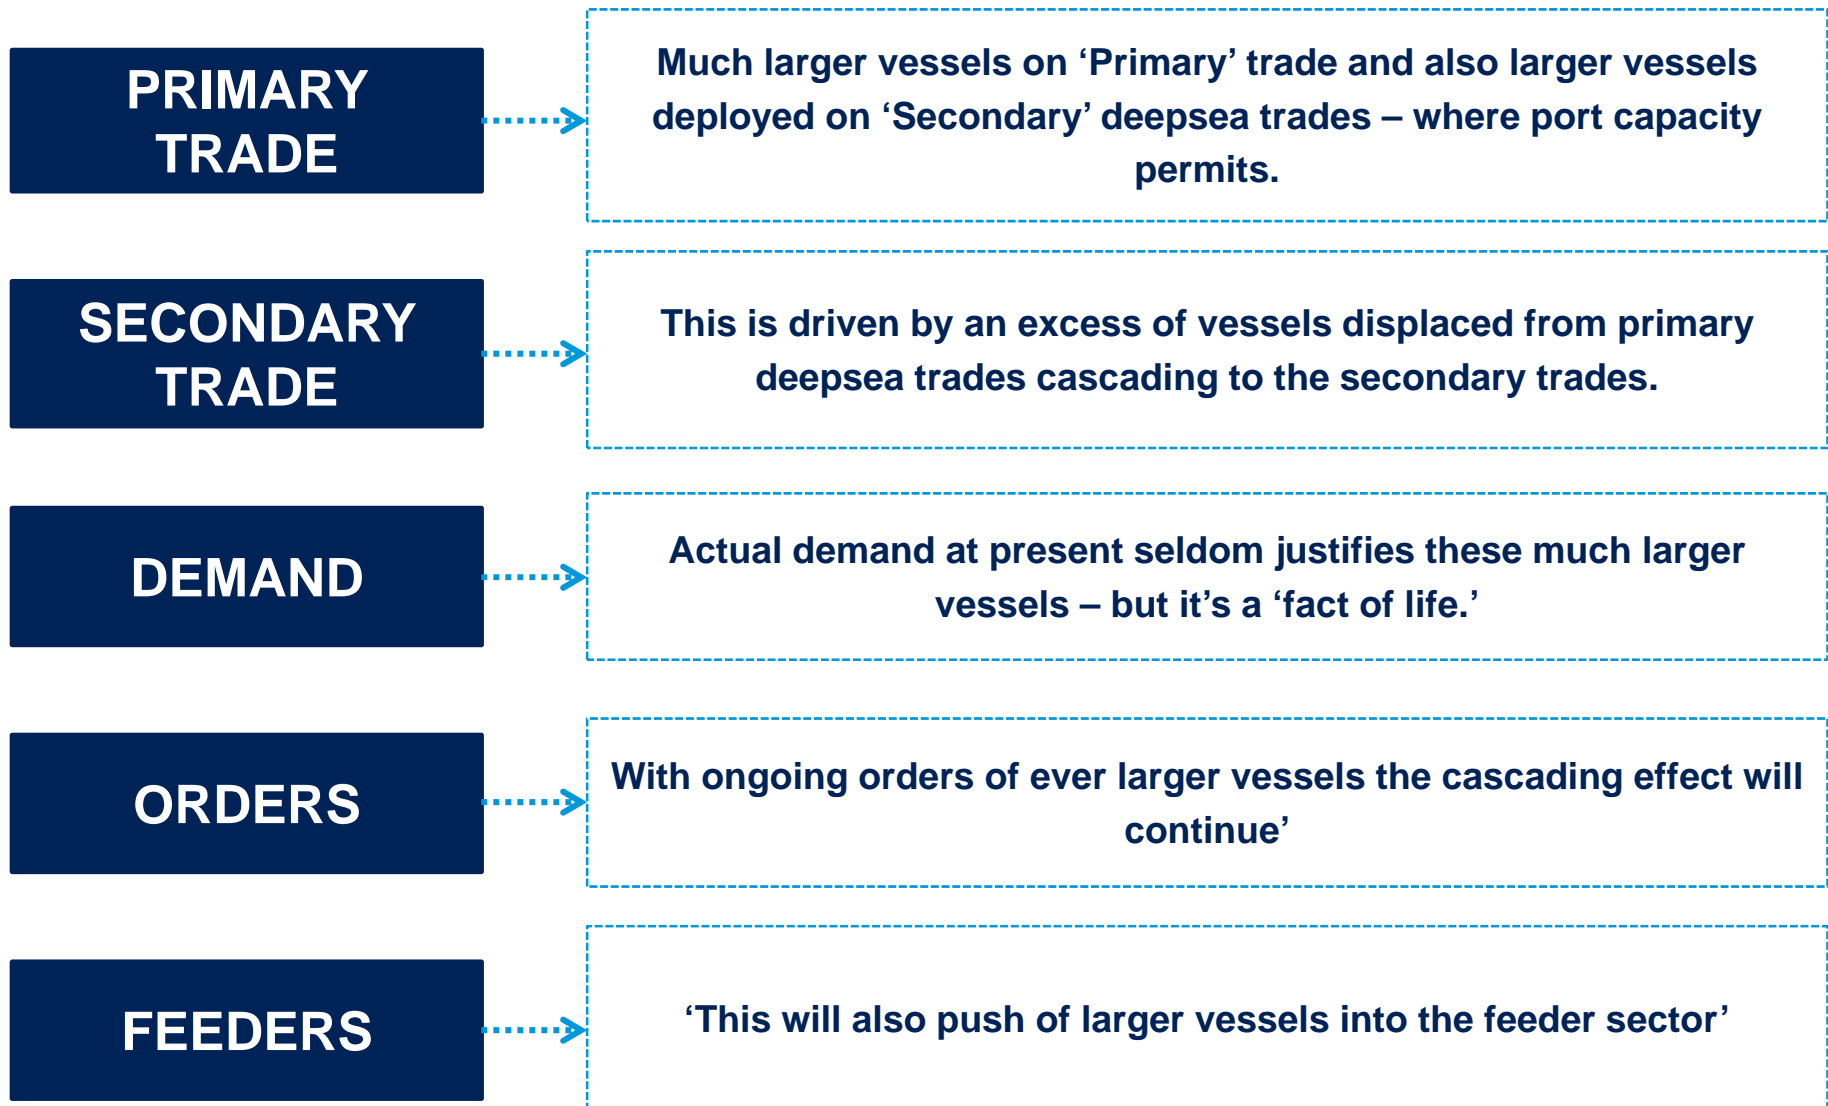 PRIMARY
TRADE
Much larger vessels on ‘Primary’ trade and also larger vessels
deployed on ‘Secondary’ deepsea trades – where port capacity
permits.
SECONDARY
TRADE
This is driven by an excess of vessels displaced from primary
deepsea trades cascading to the secondary trades.
DEMAND
Actual demand at present seldom justifies these much larger
vessels – but it’s a ‘fact of life.’
ORDERS
With ongoing orders of ever larger vessels the cascading effect will
continue’
FEEDERS
‘This will also push of larger vessels into the feeder sector’